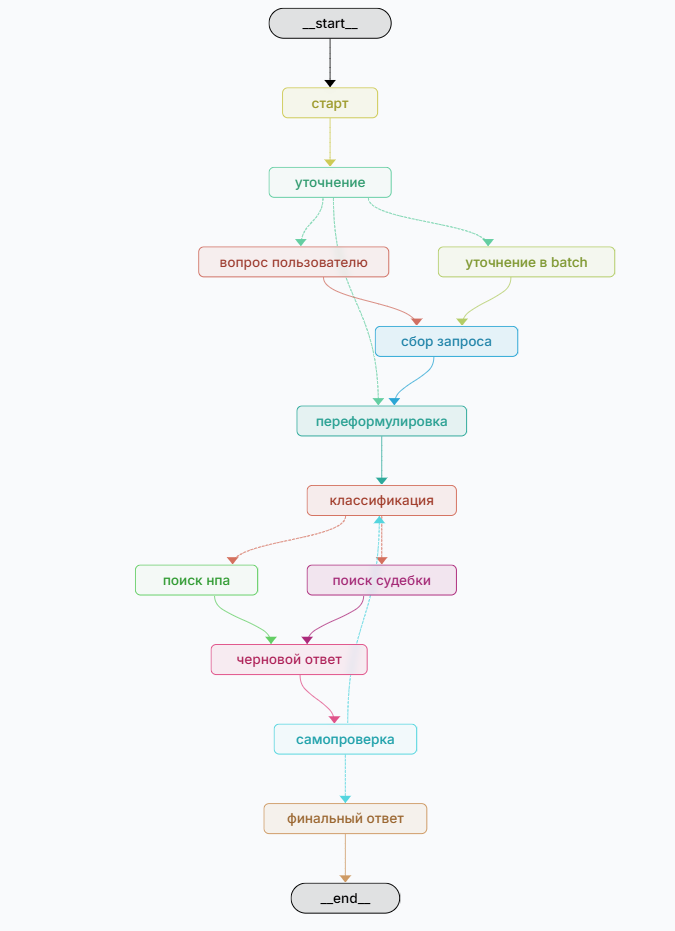 __start__
старт
уточнение
вопрос пользователю
уточнение в batch
сбор запроса
переформулировка
классификация
поиск нпа
поиск судебки
черновой ответ
самопроверка
финальный ответ
__end__